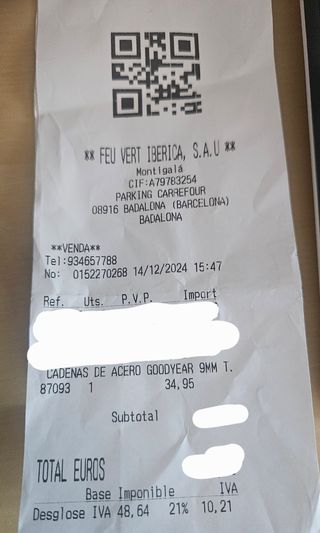 ** FEU VERT IBERICA, S.A.U **
Montigalá
CIF:A79783254
PARKING CARREFOUR
08916 BADALONA (BARCELONA)
BADALONA
**VENDA**
Tel:934657788
No: 0152270268 14/12/2024 15:47
Ref. Uts. P.V.P. Import
CADENAS DE ACERO GOODYEAR 9MM T.
87093 1 34,95
Subtotal
TOTAL EUROS
Base Imponible IVA
Desglose IVA 48,64 21% 10,21